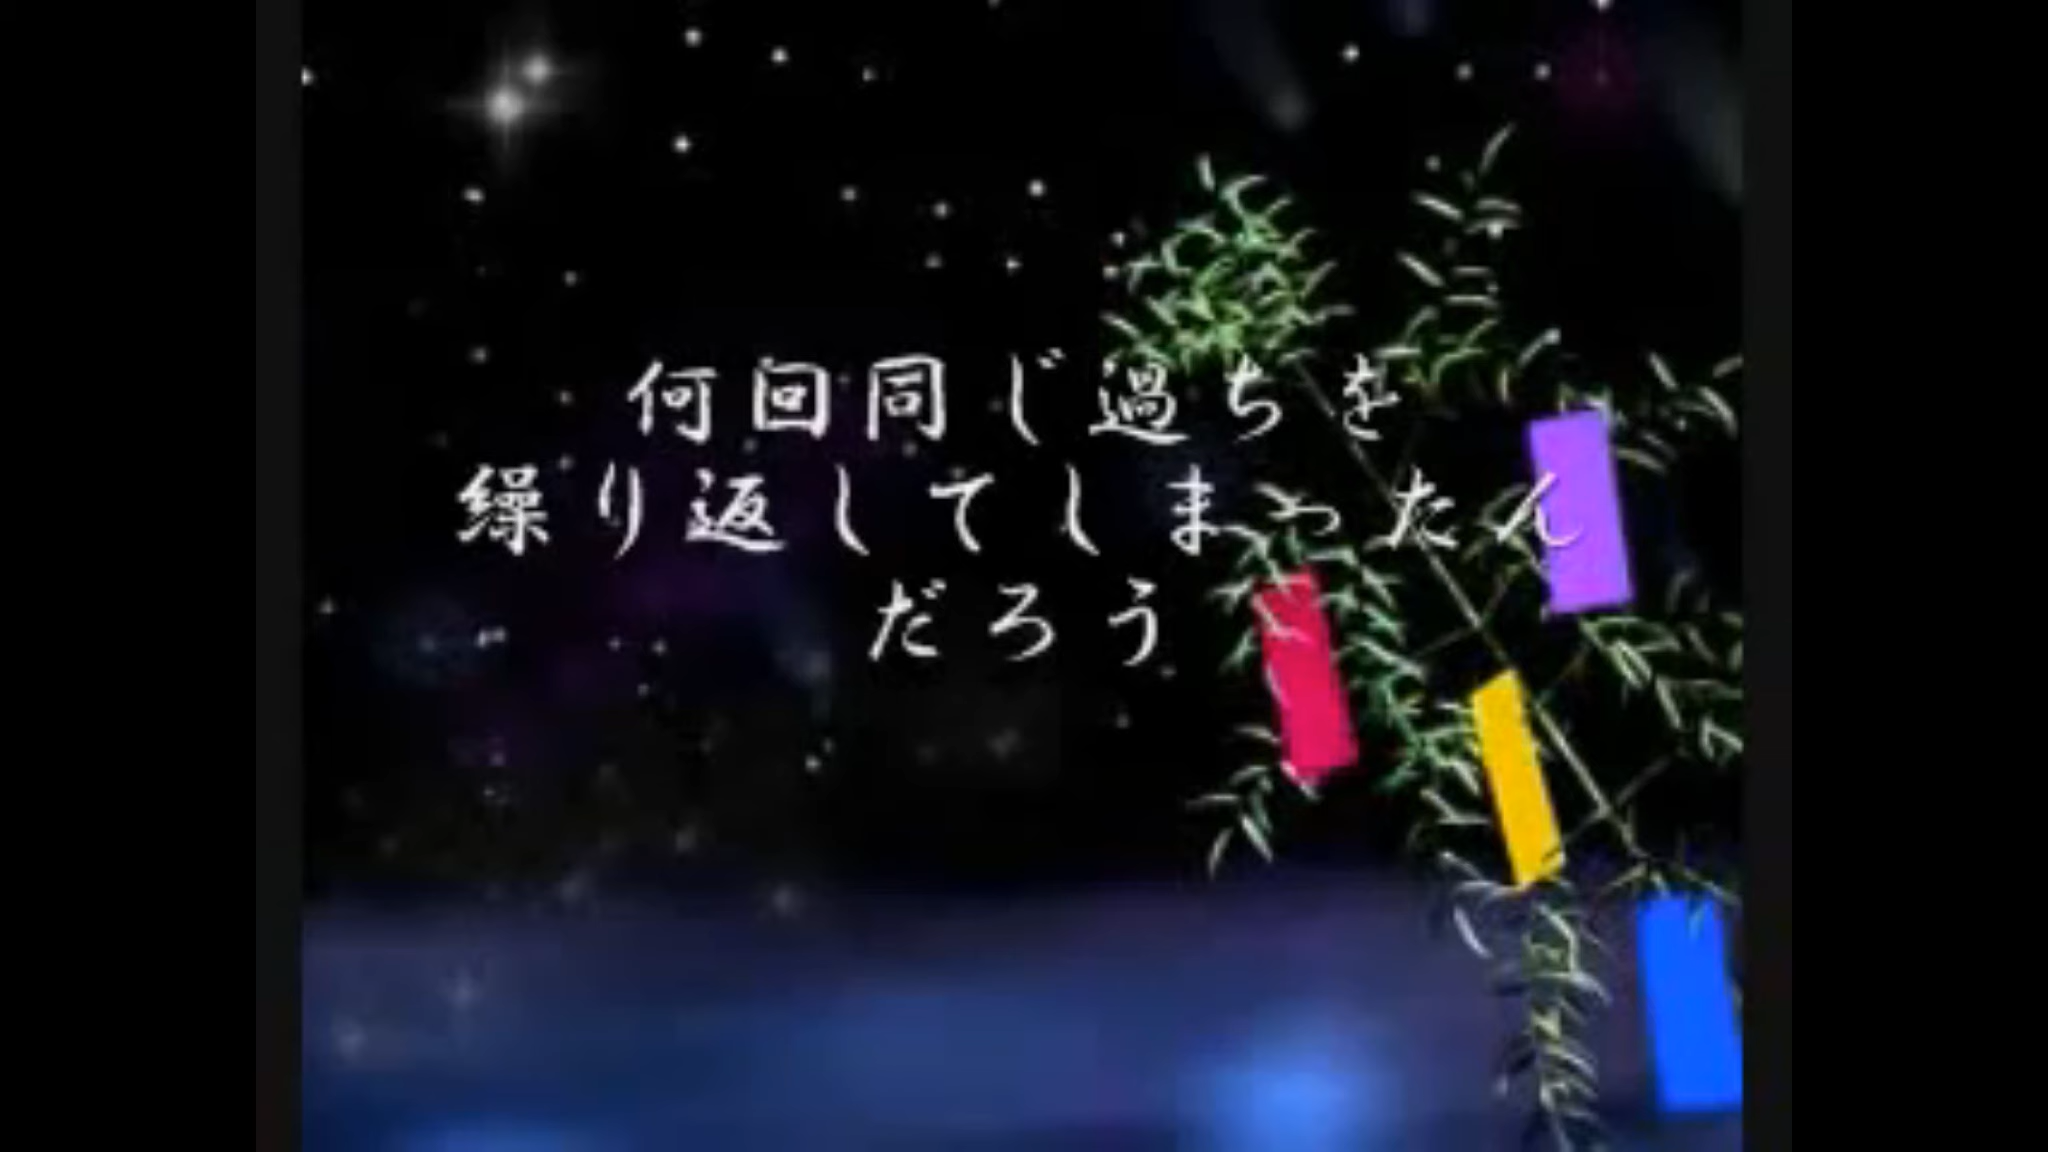 何回同じ過ちを
繰り返してしまったん
だろう